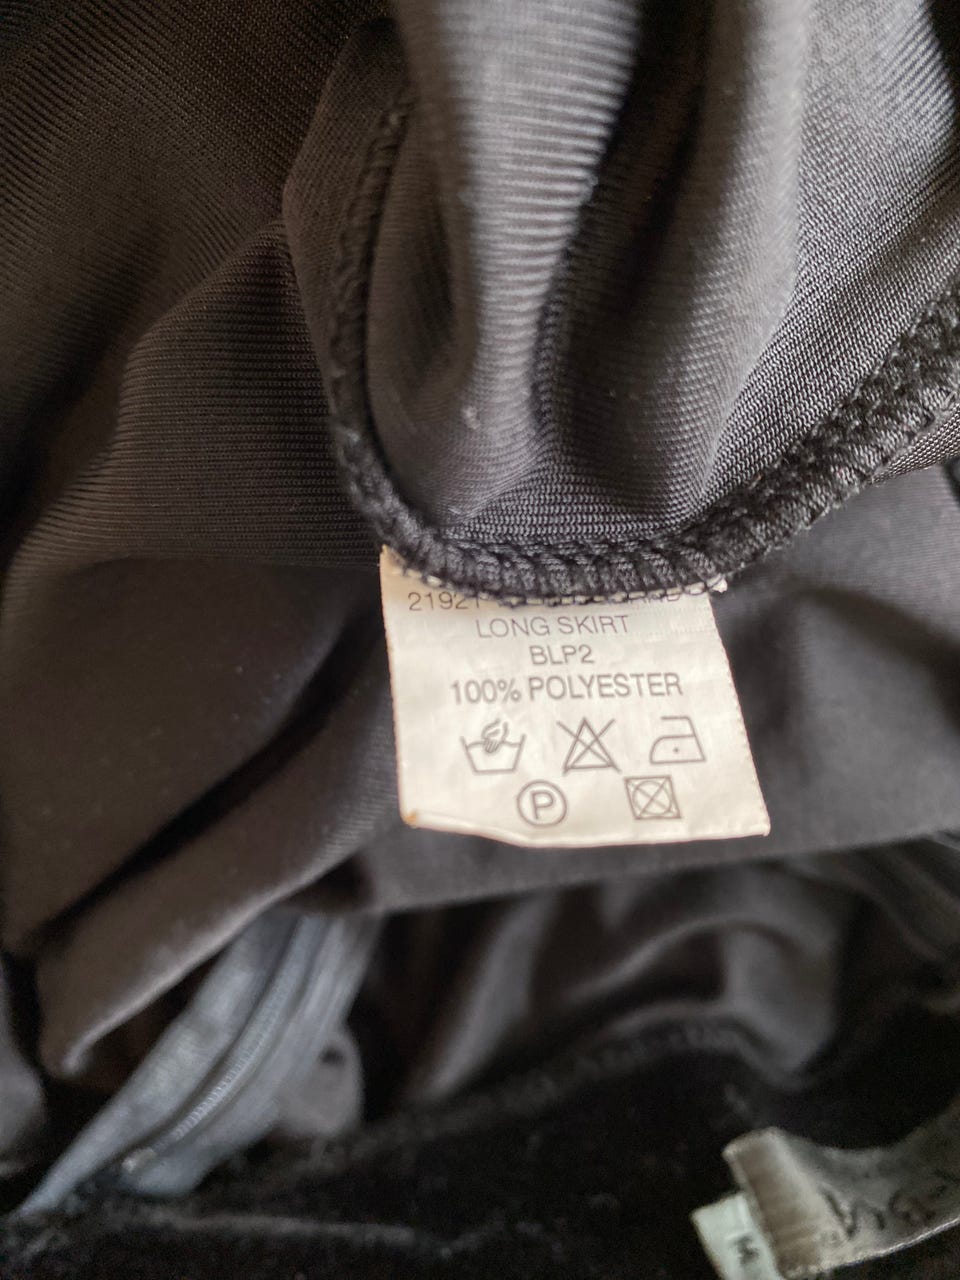 LONG SKIRT
BLP2
100% POLYESTER
P
M